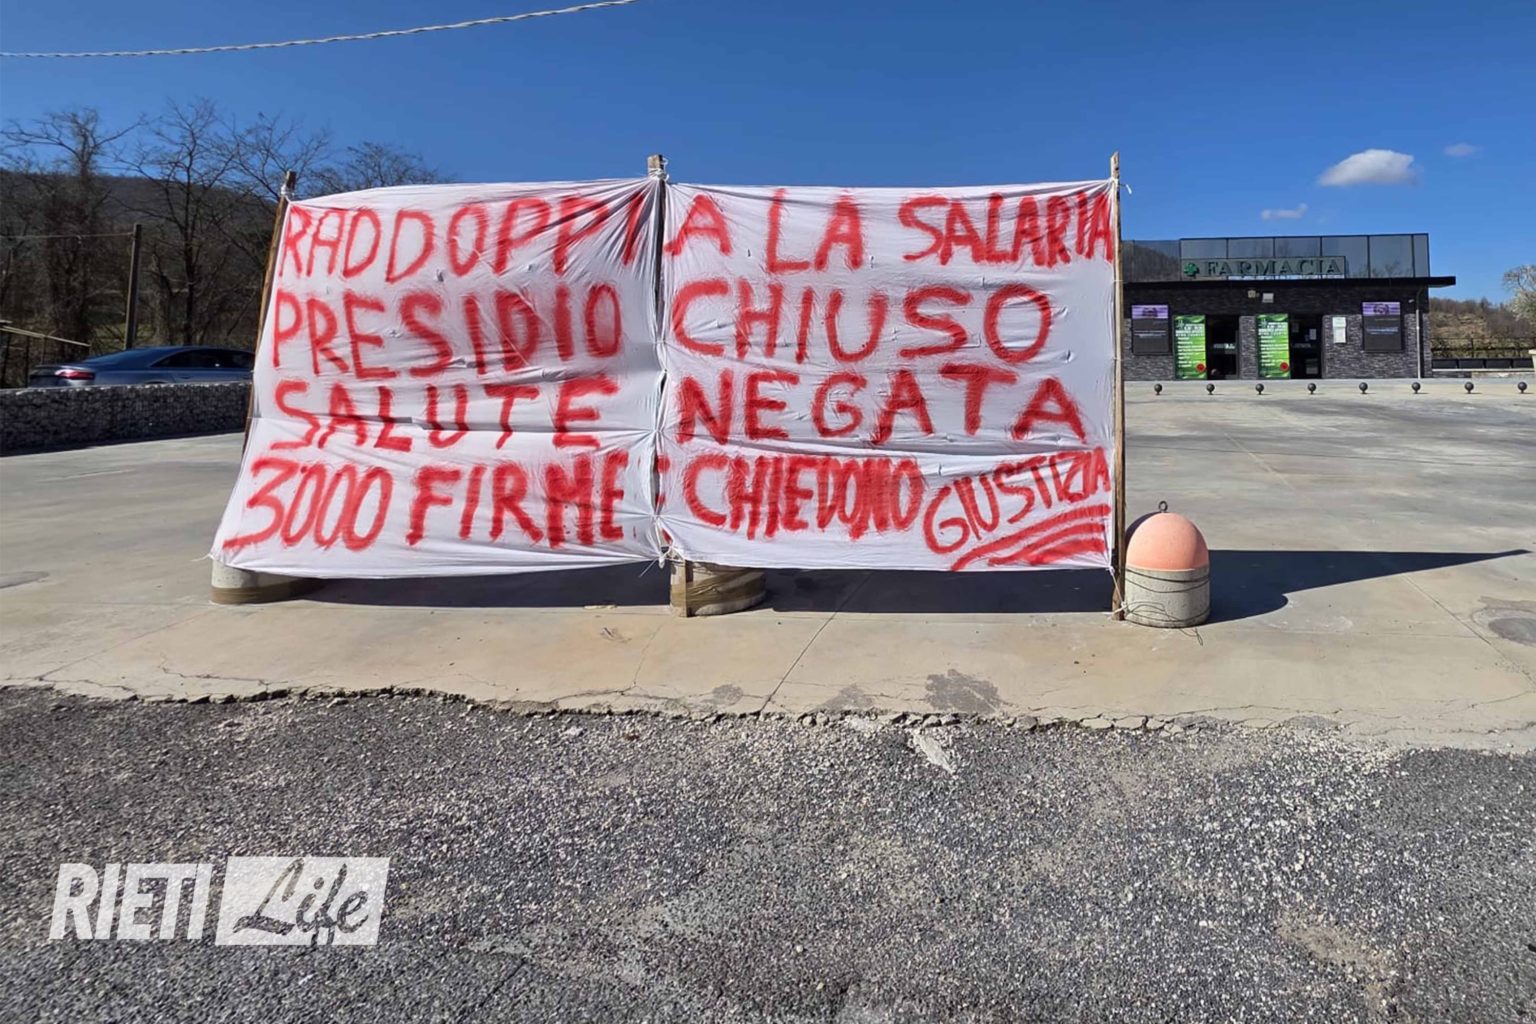 RADDOPPIA LA SALARIA
PRESIDIO CHIUSO
SALUTE NEGATA
3000 FIRME: CHIEDONO GIUSTIZIA
FARMACIA
RIETI Life